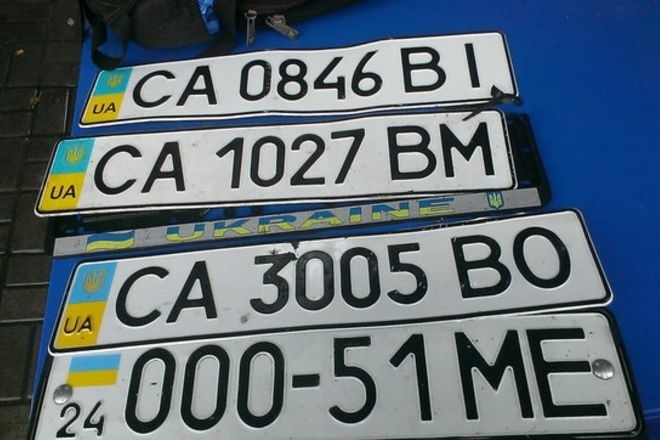 UA CA 0846 BI
UA CA 1027 BM
UKRAINE
UA CA 3005 BO
24 000-51 ME